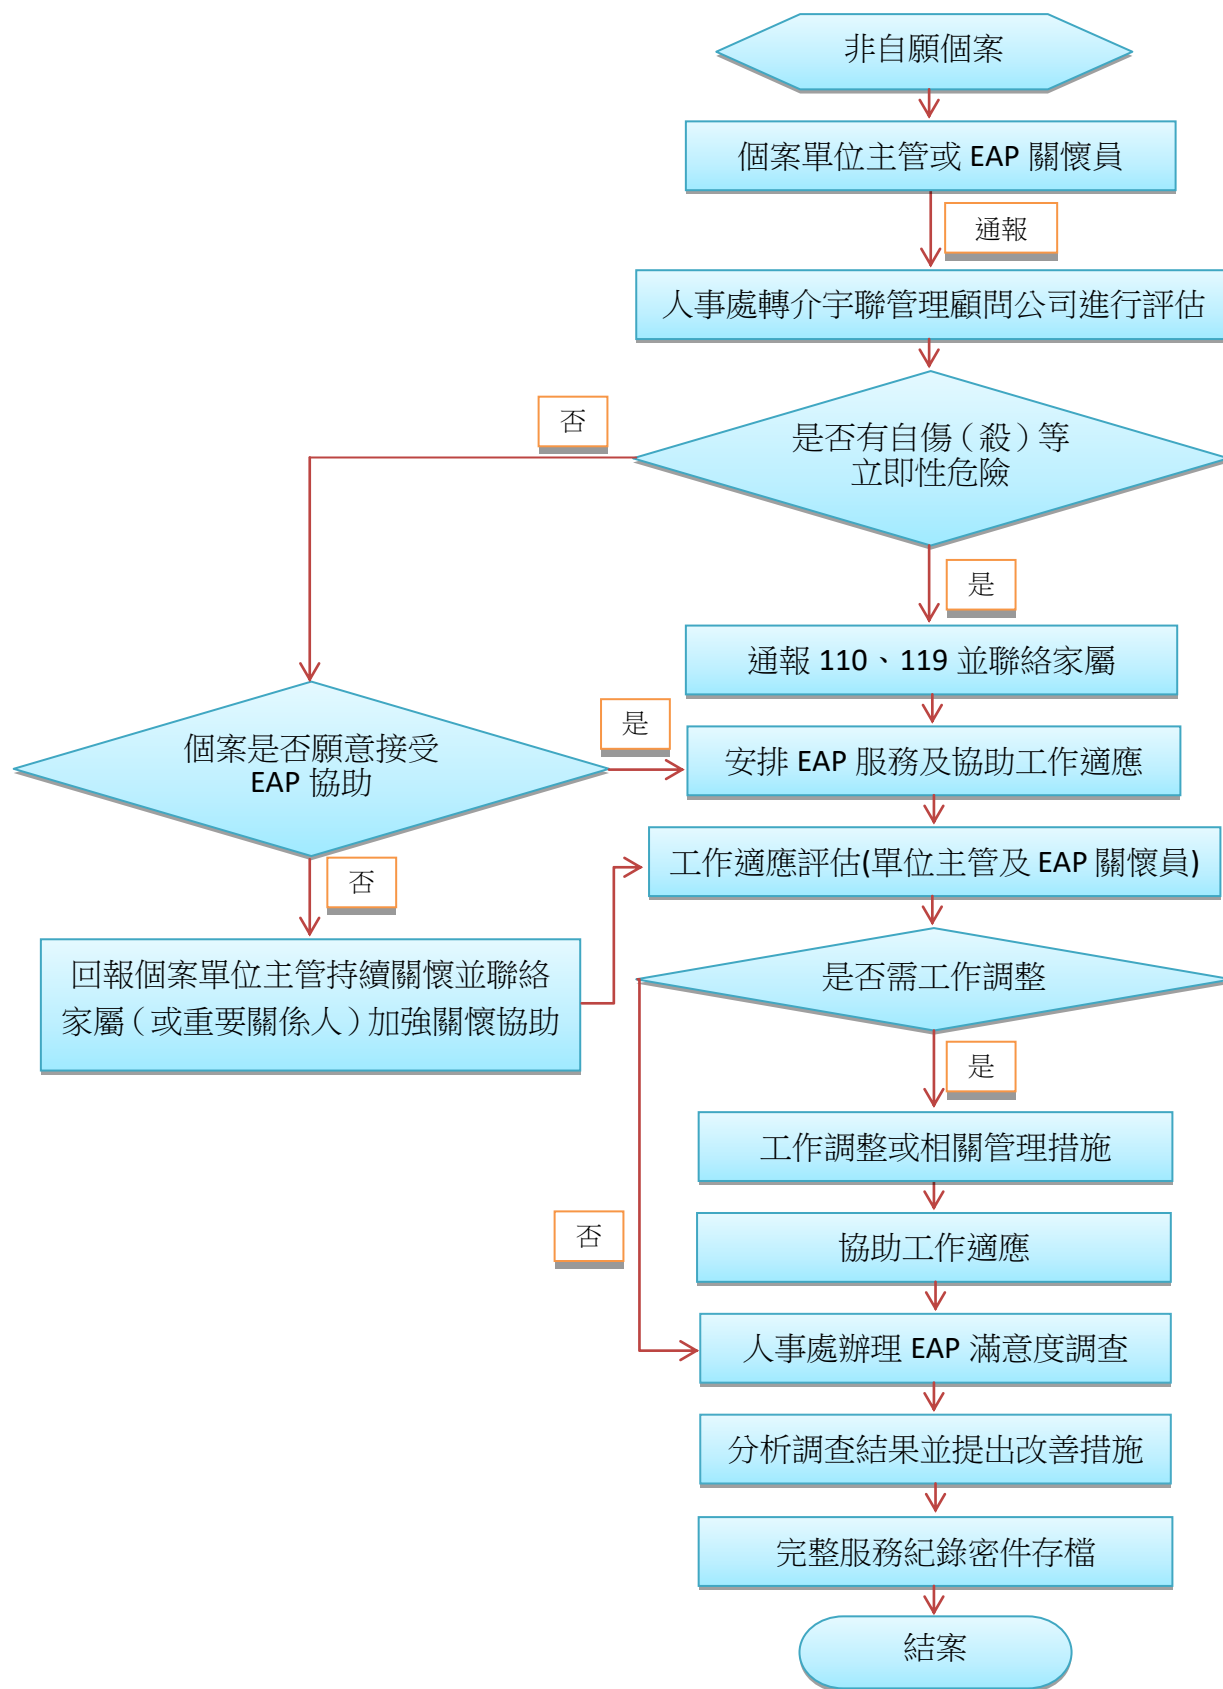 非自願個案
個案單位主管或 EAP 關懷員
通報
人事處轉介宇聯管理顧問公司進行評估
否
是否有自傷（殺）等
立即性危險
是
通報 110、119 並聯絡家屬
個案是否願意接受
EAP 協助
是
安排 EAP 服務及協助工作適應
否
工作適應評估(單位主管及 EAP 關懷員)
回報個案單位主管持續關懷並聯絡
家屬（或重要關係人）加強關懷協助
是否需工作調整
是
工作調整或相關管理措施
否
協助工作適應
人事處辦理 EAP 滿意度調查
分析調查結果並提出改善措施
完整服務紀錄密件存檔
結案